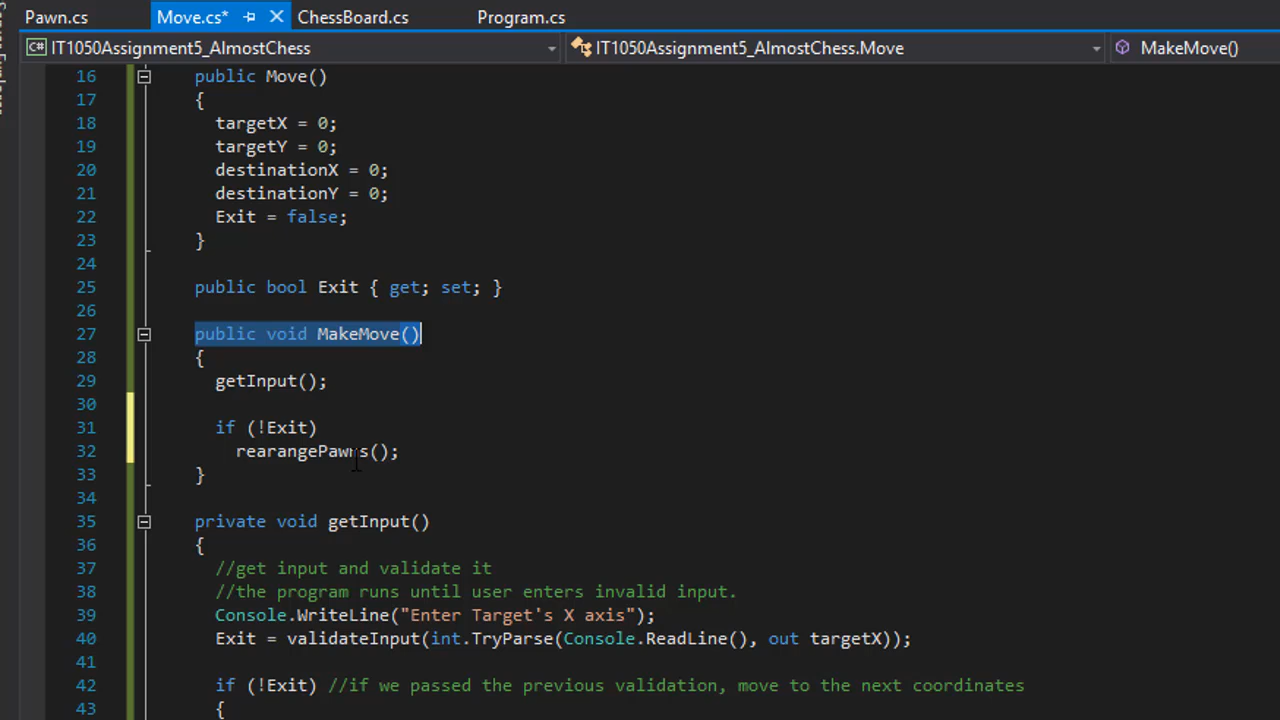 Pawn.cs Move.cs* ChessBoard.cs Program.cs
C# IT1050Assignment5_AlmostChess IT1050Assignment5_AlmostChess.Move MakeMove()
16 public Move()
17 {
18 targetX = 0;
19 targetY = 0;
20 destinationX = 0;
21 destinationY = 0;
22 Exit = false;
23 }
24
25 public bool Exit { get; set; }
26
27 public void MakeMove()
28 {
29 getInput();
30
31 if (!Exit)
32 rearangePawns();
33 }
34
35 private void getInput()
36 {
37 //get input and validate it
38 //the program runs until user enters invalid input.
39 Console.WriteLine("Enter Target's X axis");
40 Exit = validateInput(int.TryParse(Console.ReadLine(), out targetX));
41
42 if (!Exit) //if we passed the previous validation, move to the next coordinates
43 {